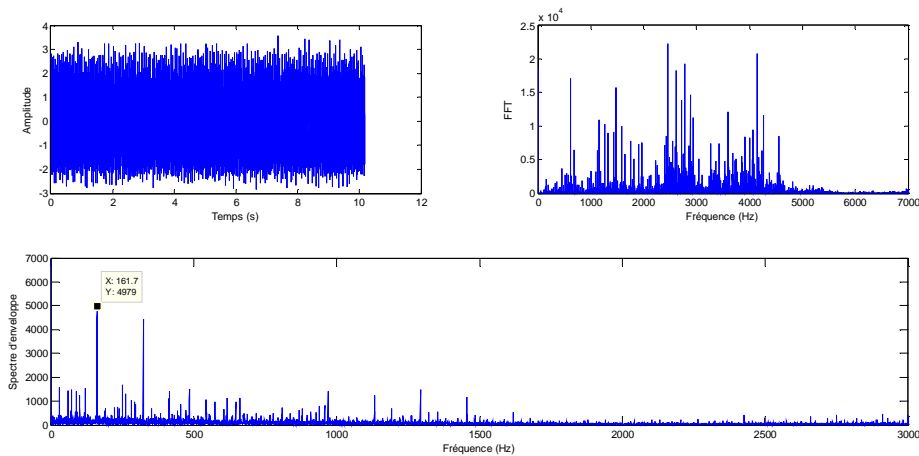 4
3
2
1
0
-1
-2
-3
0 2 4 6 8 10 12
Amplitude
Temps (s)
x 10^4
2.5
2
1.5
1
0.5
0
0 1000 2000 3000 4000 5000 6000 7000
FFT
Fréquence (Hz)
7000
6000
5000
4000
3000
2000
1000
0
0 500 1000 1500 2000 2500 3000
Spectre d'enveloppe
X: 161.7
Y: 4979
Fréquence (Hz)